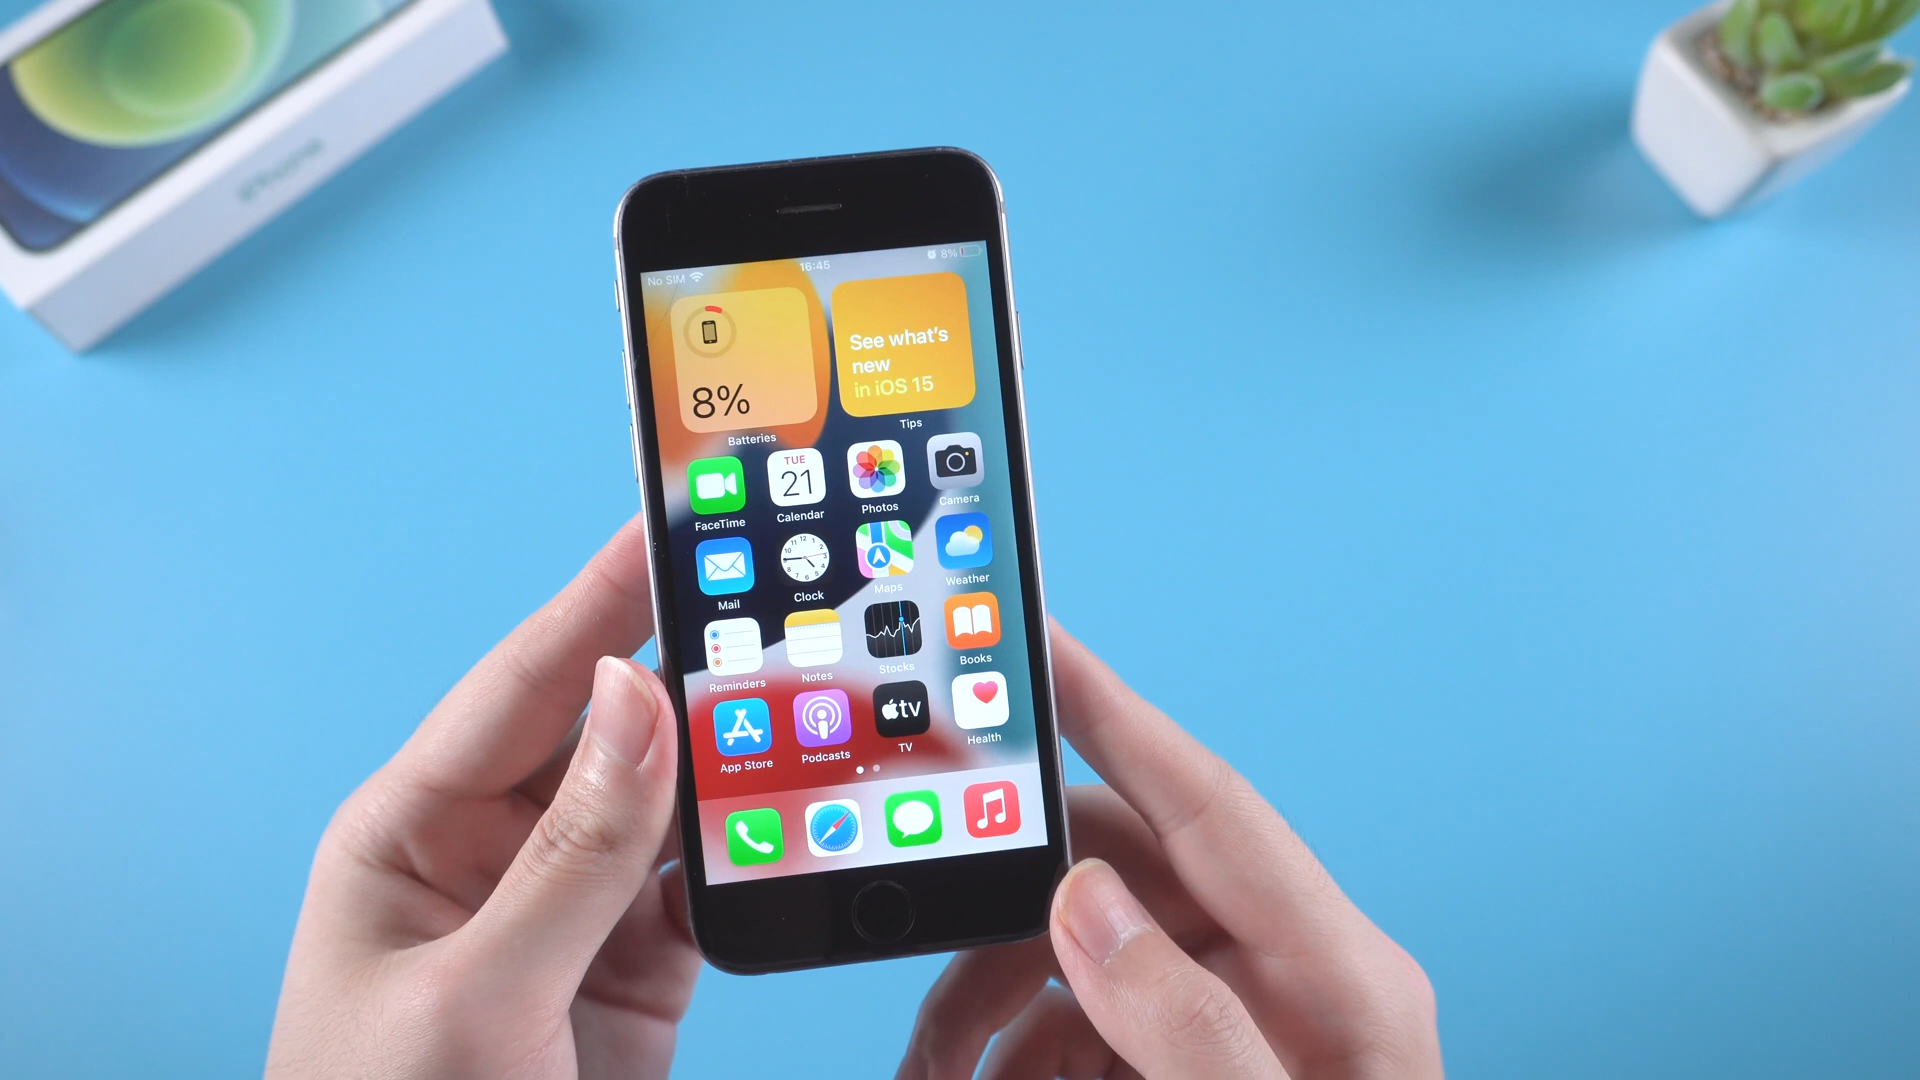 iPhone
No SIM
16:45
8%
8%
Batteries
See what's
new
in iOS 15
Tips
FaceTime
TUE
21
Calendar
Photos
Camera
Mail
Clock
Maps
Weather
Reminders
Notes
Stocks
Books
App Store
Podcasts
tv
TV
Health